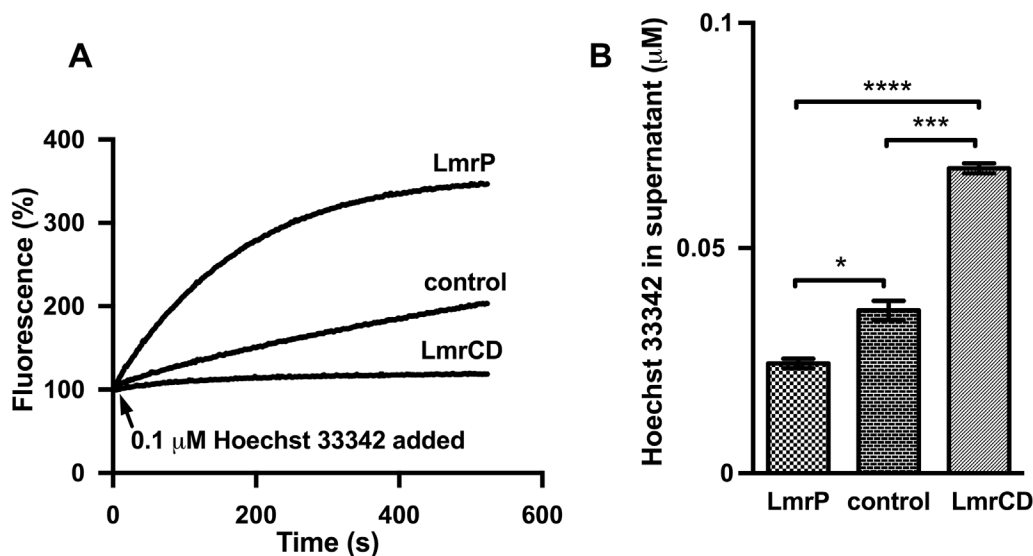 A
Fluorescence (%)
400
300
200
100
0
LmrP
control
LmrCD
0.1 μM Hoechst 33342 added
0
200
400
600
Time (s)
B
Hoechst 33342 in supernatant (μM)
0.1
0.05
0
****
***
*
LmrP
control
LmrCD